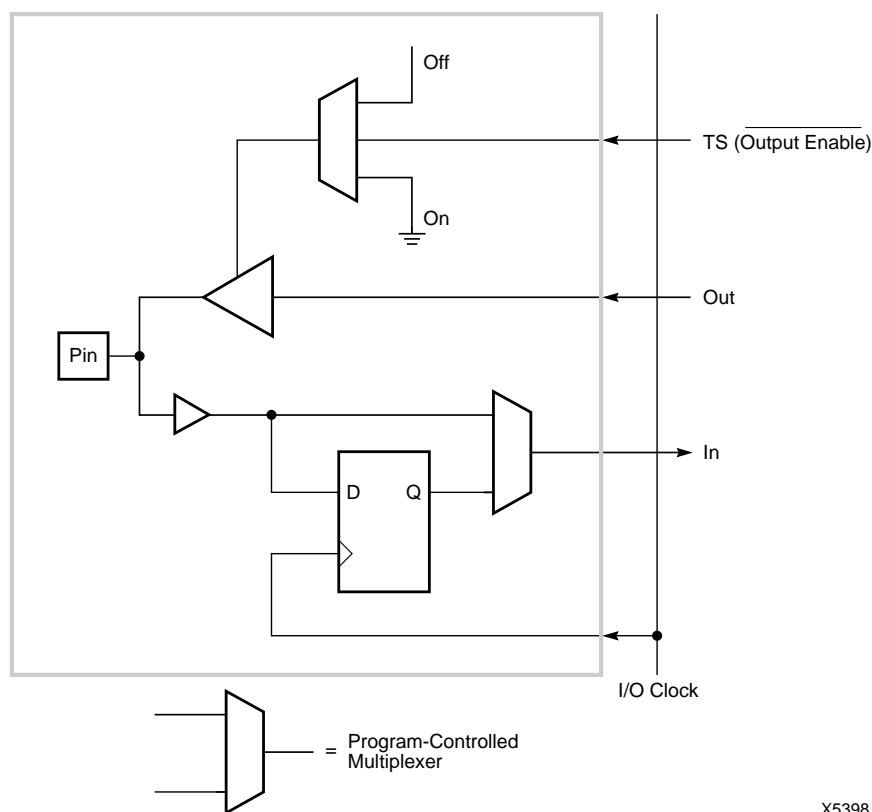 Off
TS (Output Enable)
On
Out
Pin
In
D Q
I/O Clock
= Program-Controlled
Multiplexer
X5398